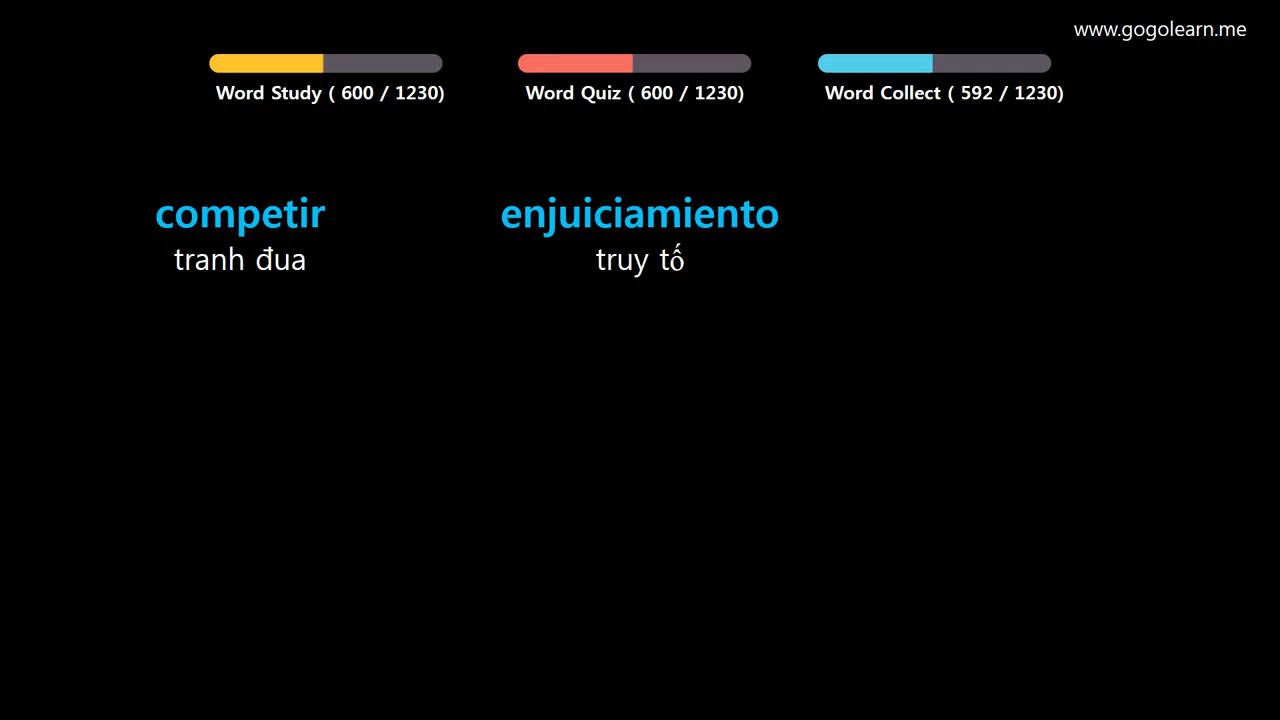 www.gogolearn.me
Word Study ( 600 / 1230)
Word Quiz ( 600 / 1230)
Word Collect ( 592 / 1230)
competir
tranh đua
enjuiciamiento
truy tố